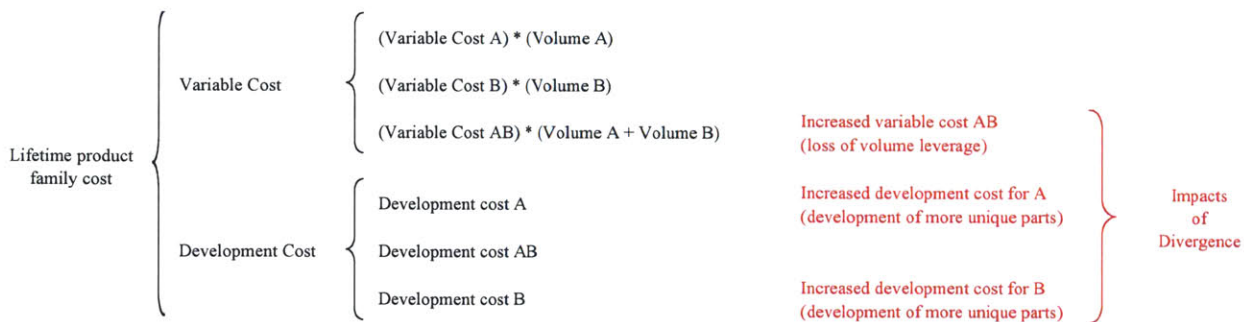 (Variable Cost A) * (Volume A)
Variable Cost
(Variable Cost B) * (Volume B)
(Variable Cost AB) * (Volume A + Volume B)
Increased variable cost AB
(loss of volume leverage)
Lifetime product
family cost
Development cost A
Increased development cost for A
(development of more unique parts)
Impacts
of
Divergence
Development Cost
Development cost AB
Development cost B
Increased development cost for B
(development of more unique parts)